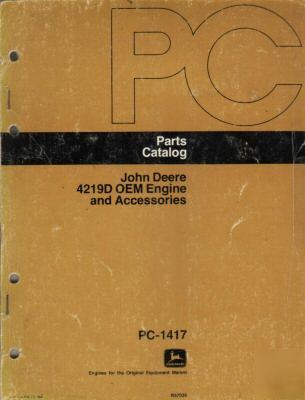 PC
Parts
Catalog
John Deere
4219D OEM Engine
and Accessories
PC-1417
Engines for the Original Equipment Market